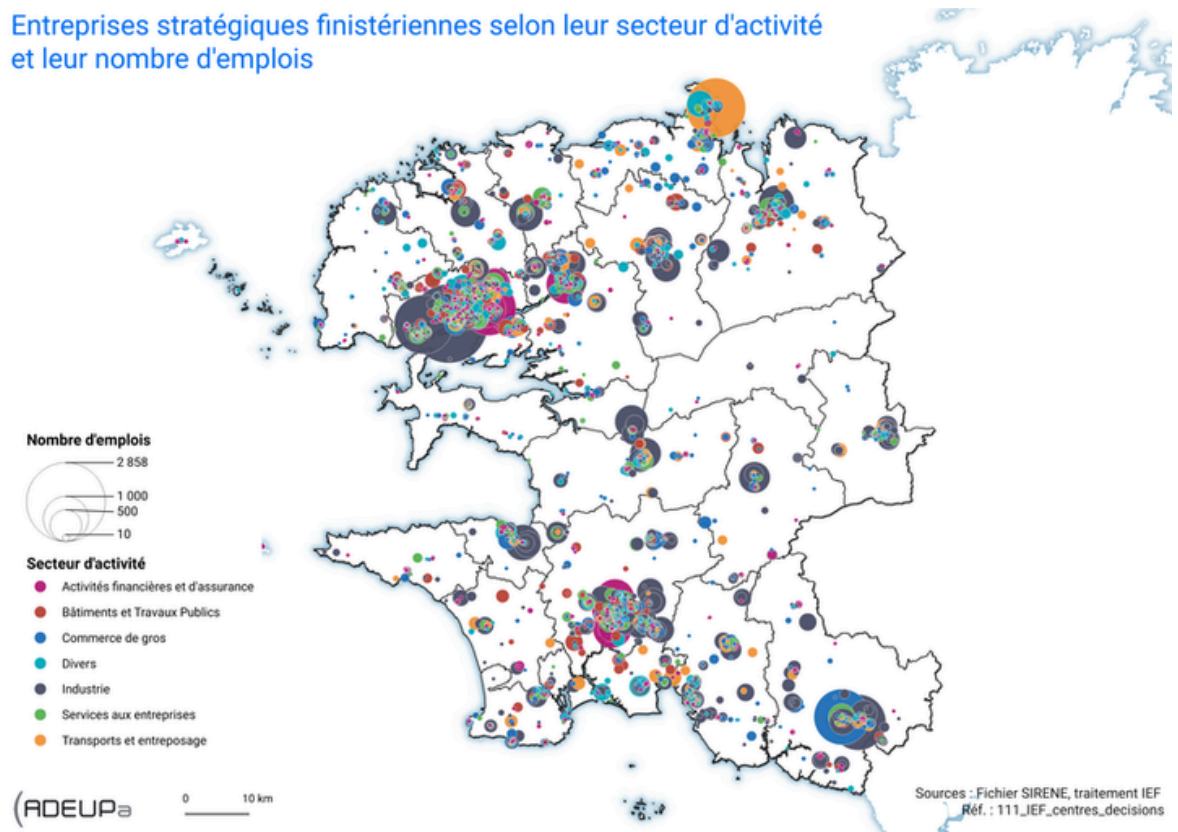 Entreprises stratégiques finistériennes selon leur secteur d'activité
et leur nombre d'emplois
Nombre d'emplois
2 858
1 000
500
10
Secteur d'activité
Activités financières et d'assurance
Bâtiments et Travaux Publics
Commerce de gros
Divers
Industrie
Services aux entreprises
Transports et entreposage
ADEUPa
0 10 km
Sources : Fichier SIRENE, traitement IEF
Réf. : 111_IEF_centres_decisions